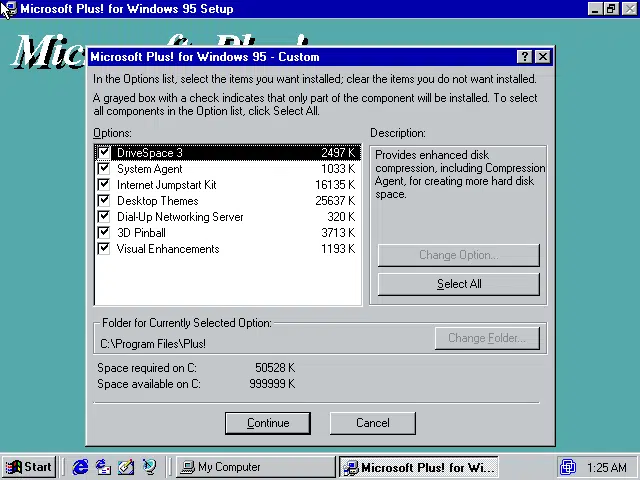 Microsoft Plus! for Windows 95 Setup
Microsoft Plus!
Microsoft Plus! for Windows 95 - Custom
In the Options list, select the items you want installed; clear the items you do not want installed.
A grayed box with a check indicates that only part of the component will be installed. To select
all components in the Option list, click Select All.
Options:
DriveSpace 3 2497 K
System Agent 1033 K
Internet Jumpstart Kit 16135 K
Desktop Themes 25637 K
Dial-Up Networking Server 320 K
3D Pinball 3713 K
Visual Enhancements 1193 K
Description:
Provides enhanced disk
compression, including Compression
Agent, for creating more hard disk
space.
Change Option...
Select All
Folder for Currently Selected Option:
C:\Program Files\Plus!
Change Folder...
Space required on C: 50528 K
Space available on C: 999999 K
Continue
Cancel
Start
My Computer
Microsoft Plus! for Wi...
1:25 AM